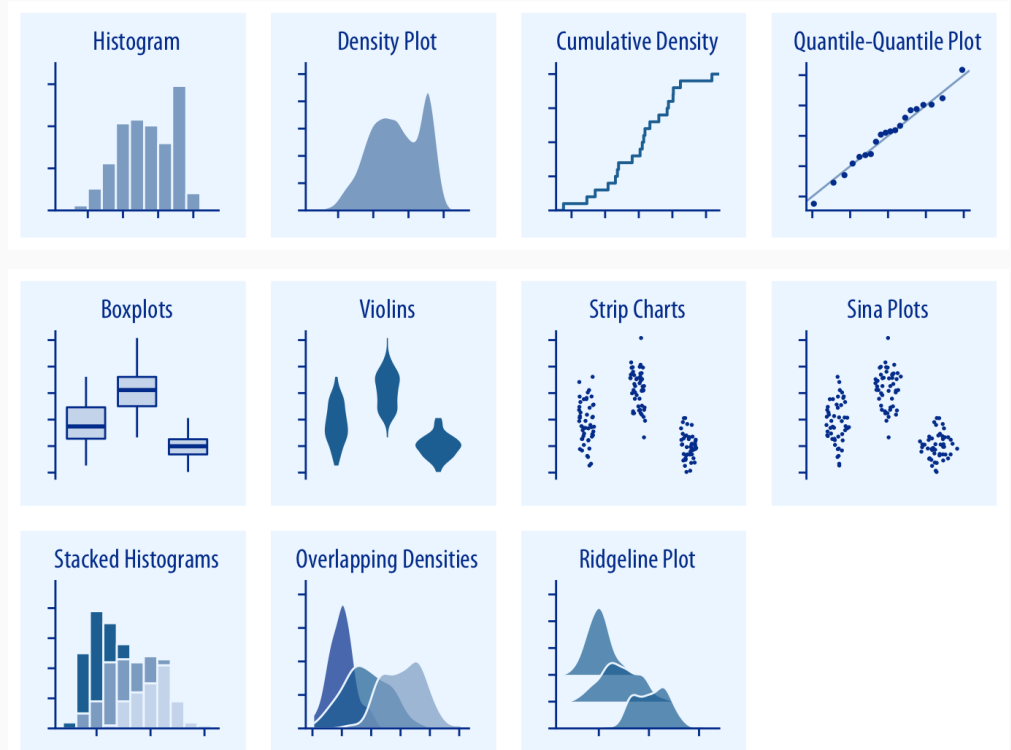 Histogram
Density Plot
Cumulative Density
Quantile-Quantile Plot
Boxplots
Violins
Strip Charts
Sina Plots
Stacked Histograms
Overlapping Densities
Ridgeline Plot